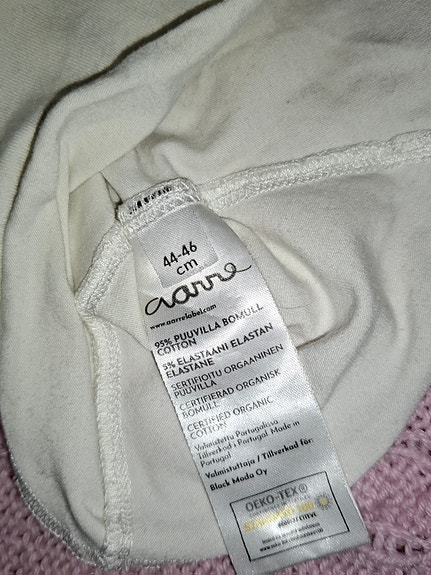 44-46
cm
aarre
www.aarrelabel.com
95% PUUVILLA BOMULL
COTTON
5% ELASTAANI ELASTAN
ELASTANE
SERTIFIOITU ORGAANINEN
PUUVILLA
CERTIFIERAD ORGANISK
BOMULL
CERTIFIED ORGANIC
COTTON
Valmistettu Portugalissa
Tillverkad i Portugal Made in
Portugal
Valmistuttaja / Tillverkad för:
Black Moda Oy
OEKO-TEX®
STANDARD 100